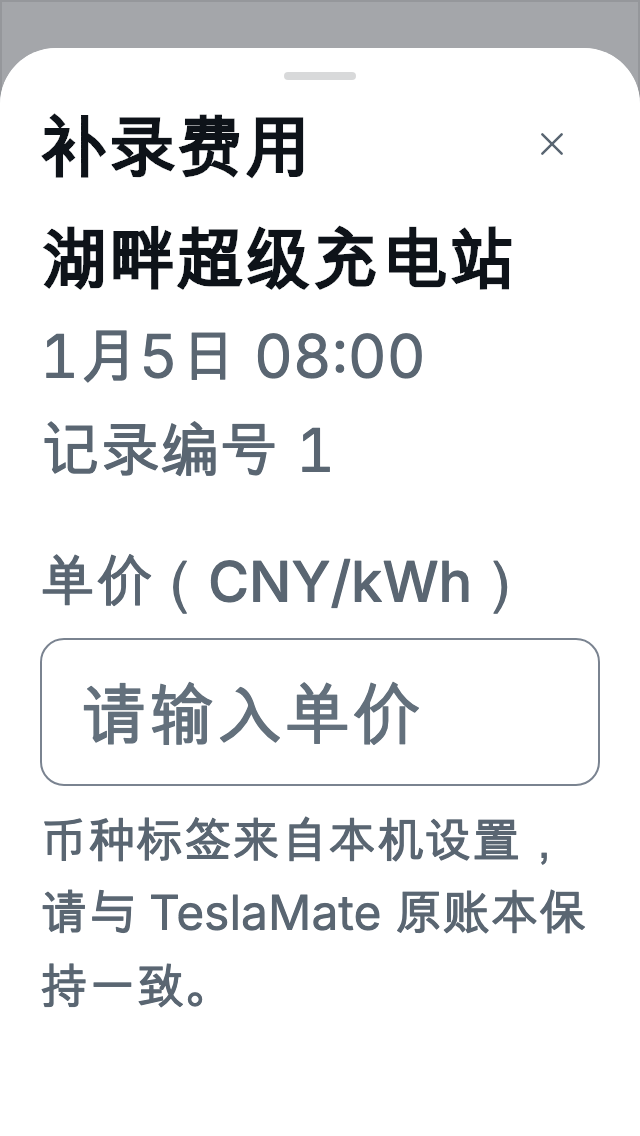 补录费用
湖畔超级充电站
1月5日 08:00
记录编号 1
单价（CNY/kWh）
请输入单价
币种标签来自本机设置，
请与 TeslaMate 原账本保
持一致。